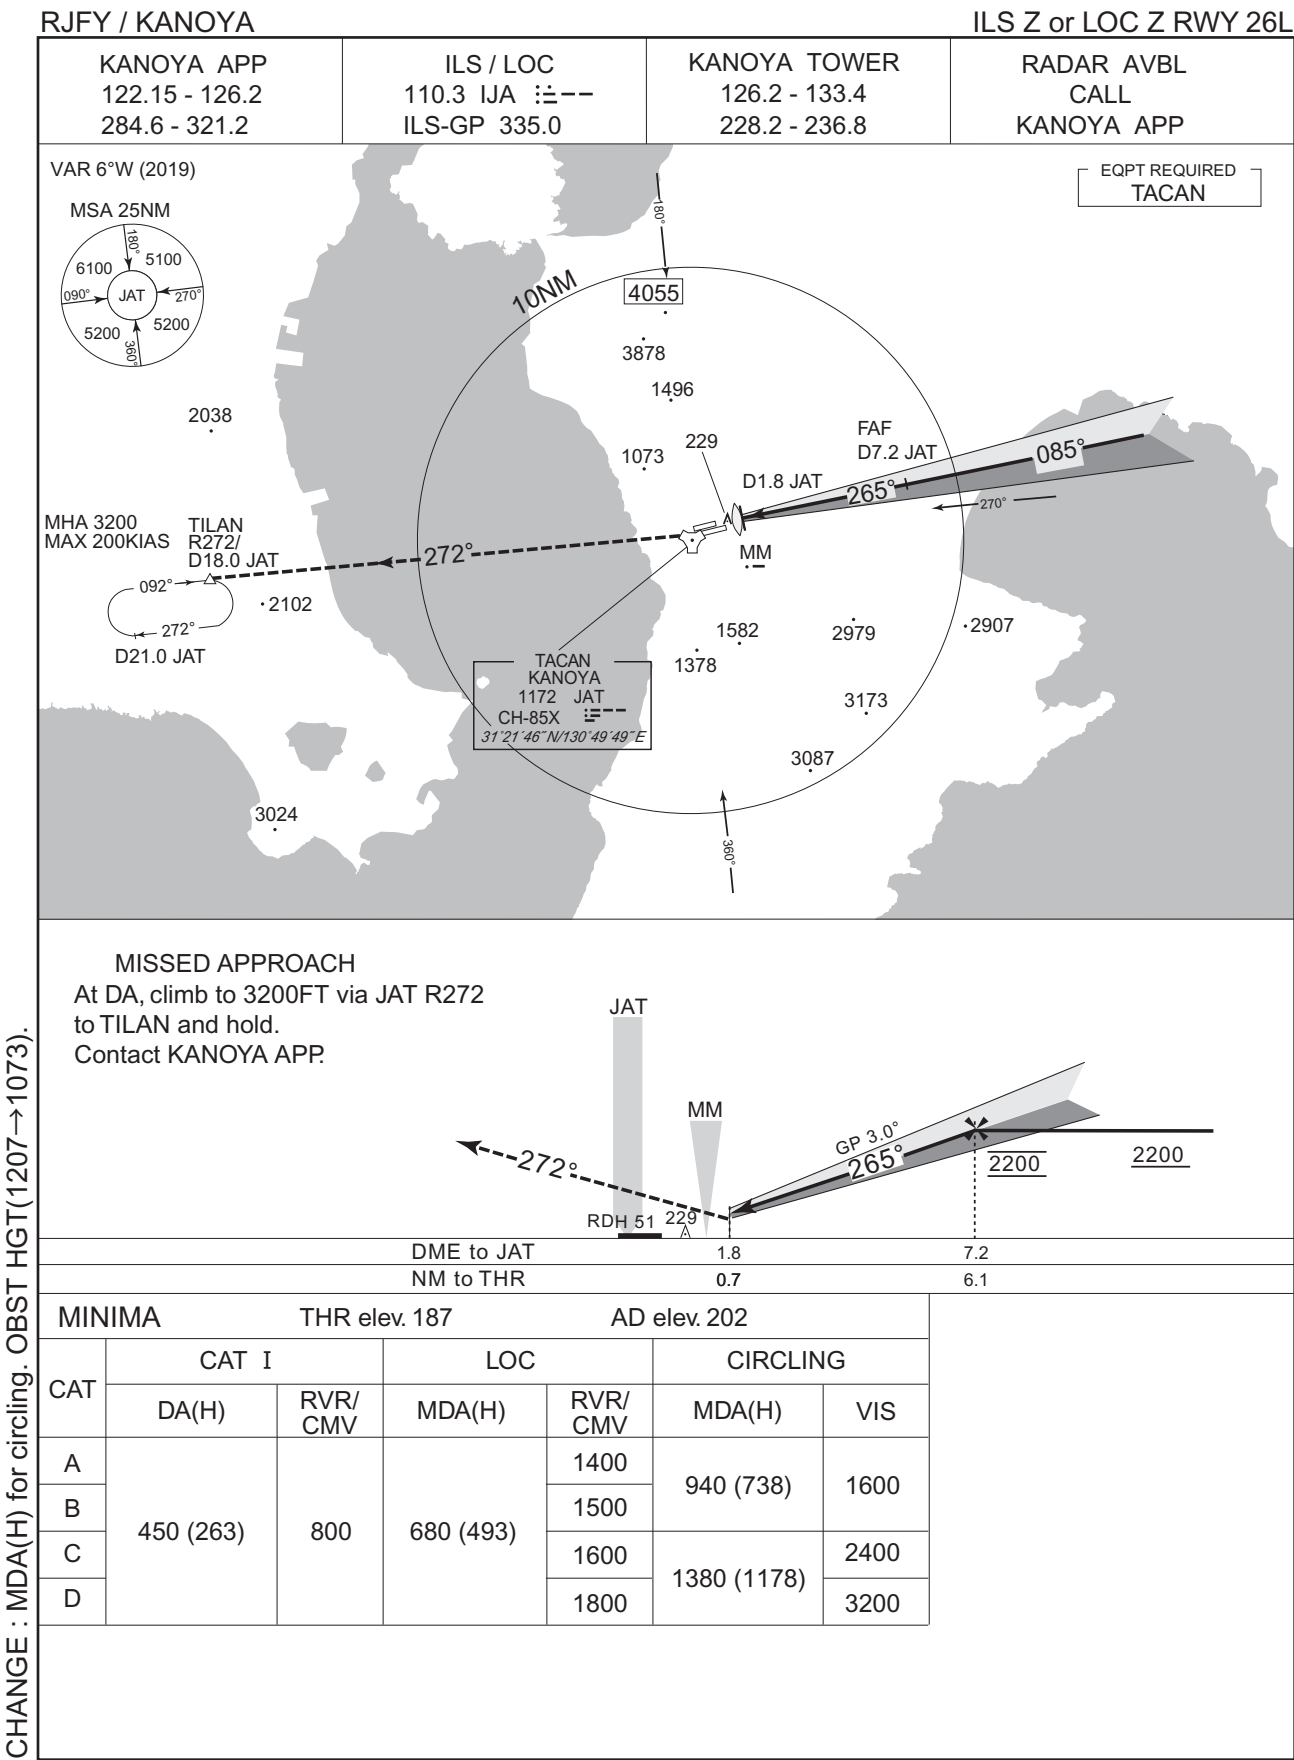 RJFY / KANOYA
ILS Z or LOC Z RWY 26L
KANOYA APP
122.15 - 126.2
284.6 - 321.2
ILS / LOC
110.3 IJA
ILS-GP 335.0
KANOYA TOWER
126.2 - 133.4
228.2 - 236.8
RADAR AVBL
CALL
KANOYA APP
VAR 6°W (2019)
EQPT REQUIRED
TACAN
MSA 25NM
180°
6100
5100
090°
JAT
270°
5200
5200
360°
180°
10NM
4055
3878
1496
2038
1073
229
FAF
D7.2 JAT
085°
D1.8 JAT
265°
270°
MHA 3200
MAX 200KIAS
TILAN
R272/
D18.0 JAT
272°
MM
092°
2102
272°
D21.0 JAT
1582
1378
2979
2907
TACAN
KANOYA
1172 JAT
CH-85X
31°21´46˝N/130°49´49˝E
3173
3087
3024
360°
MISSED APPROACH
At DA, climb to 3200FT via JAT R272
to TILAN and hold.
Contact KANOYA APP.
JAT
MM
GP 3.0°
265°
2200
2200
272°
RDH 51
229
DME to JAT 1.8 7.2
NM to THR 0.7 6.1
MINIMA THR elev. 187 AD elev. 202
CAT
CAT I
LOC
CIRCLING
DA(H)
RVR/
CMV
MDA(H)
RVR/
CMV
MDA(H)
VIS
A
B
C
D
450 (263)
800
680 (493)
1400
1500
1600
1800
940 (738)
1380 (1178)
1600
2400
3200
CHANGE : MDA(H) for circling. OBST HGT(1207→1073).